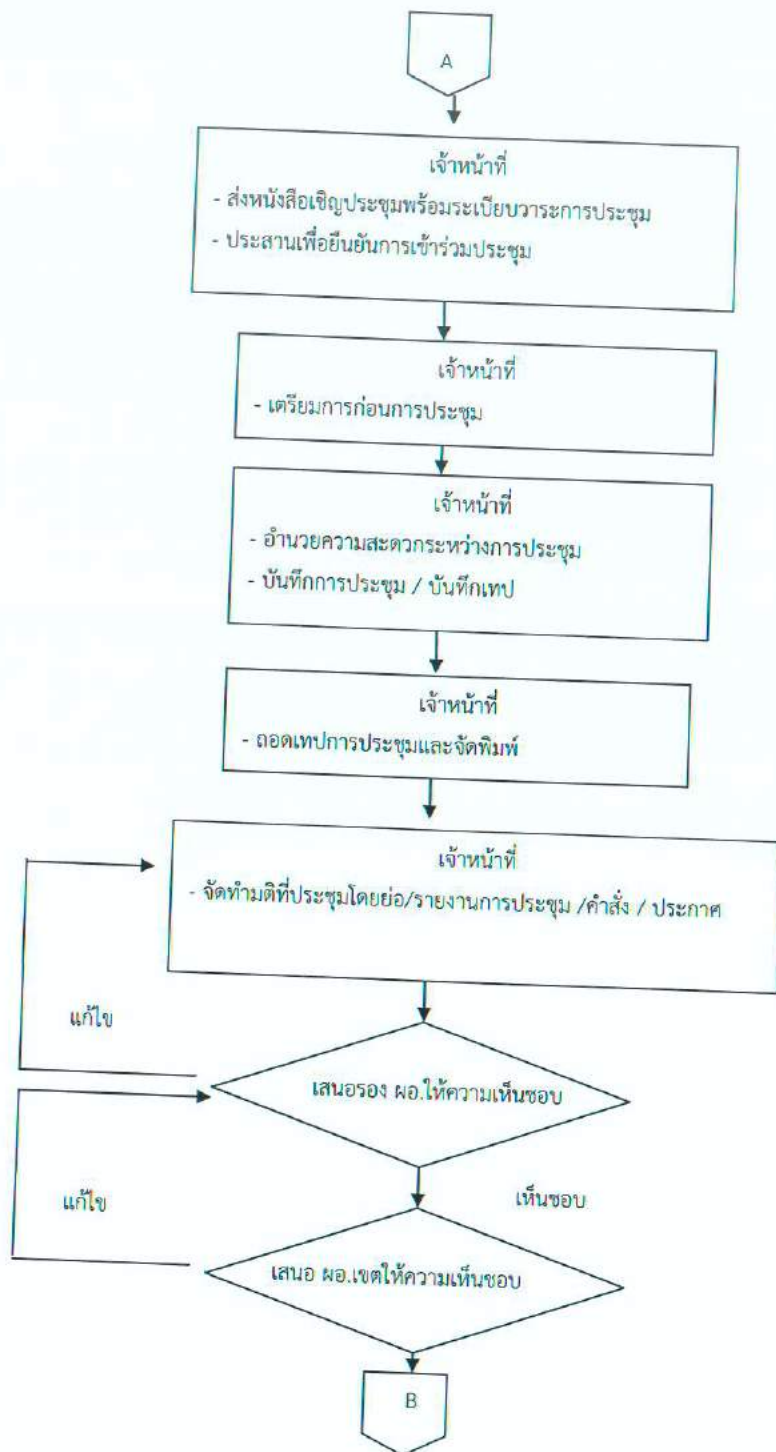 A
เจ้าหน้าที่
- ส่งหนังสือเชิญประชุมพร้อมระเบียบวาระการประชุม
- ประสานเพื่อยืนยันการเข้าร่วมประชุม
เจ้าหน้าที่
- เตรียมการก่อนการประชุม
เจ้าหน้าที่
- อำนวยความสะดวกระหว่างการประชุม
- บันทึกการประชุม / บันทึกเทป
เจ้าหน้าที่
- ถอดเทปการประชุมและจัดพิมพ์
เจ้าหน้าที่
- จัดทำมติที่ประชุมโดยย่อ/รายงานการประชุม /คำสั่ง / ประกาศ
แก้ไข
เสนอรอง ผอ.ให้ความเห็นชอบ
แก้ไข
เห็นชอบ
เสนอ ผอ.เขตให้ความเห็นชอบ
B